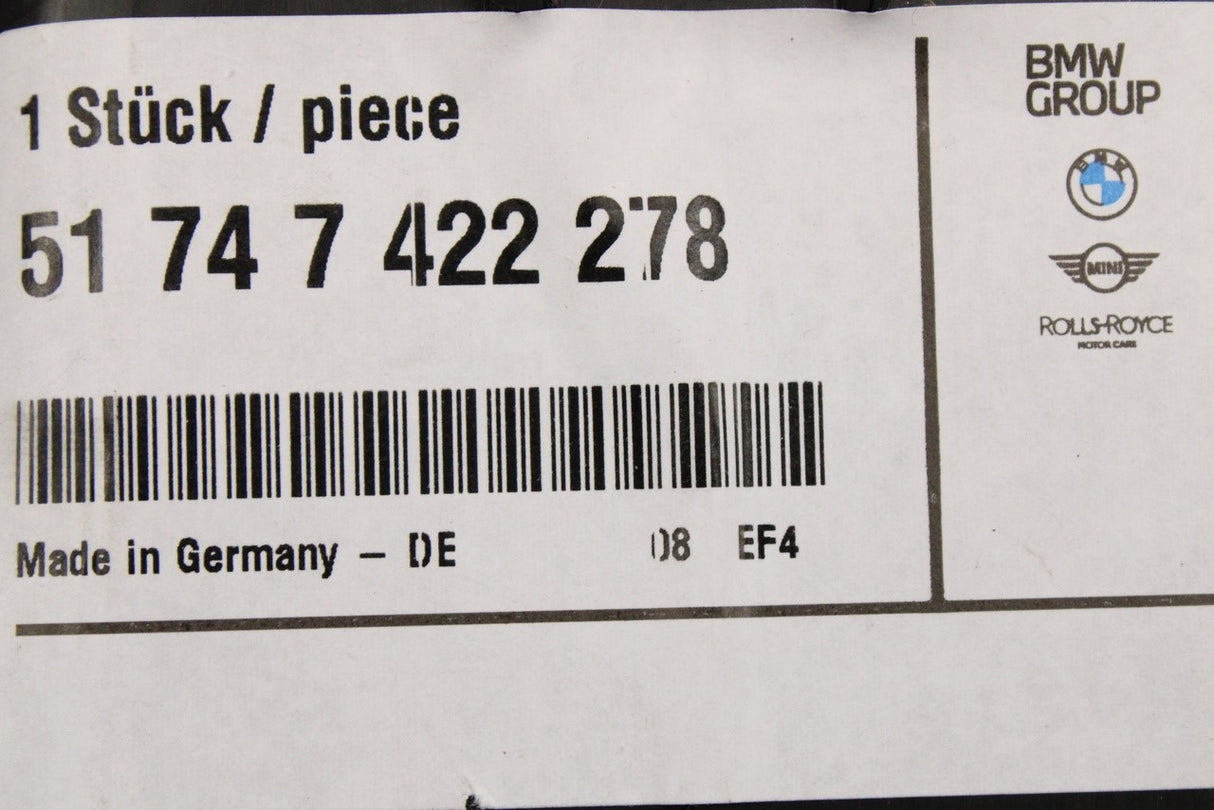 1 Stück / piece
51 74 7 422 278
Made in Germany – DE 08 EF4
BMW
GROUP
BMW
MINI
ROLLS-ROYCE
MOTOR CARS